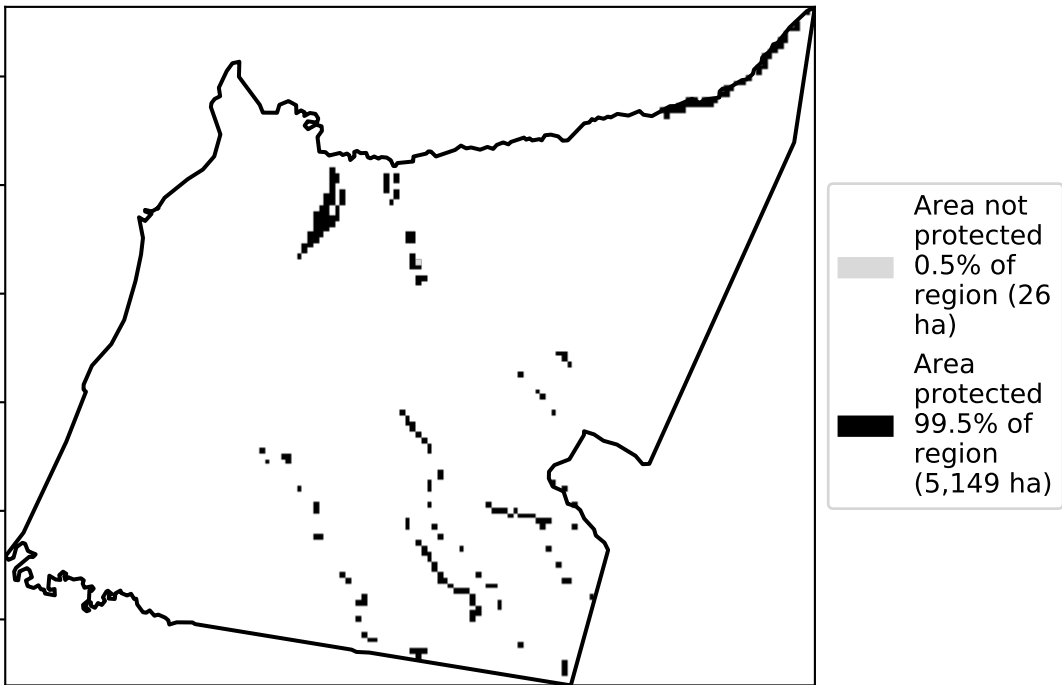 Area not
protected
0.5% of
region (26
ha)
Area
protected
99.5% of
region
(5,149 ha)